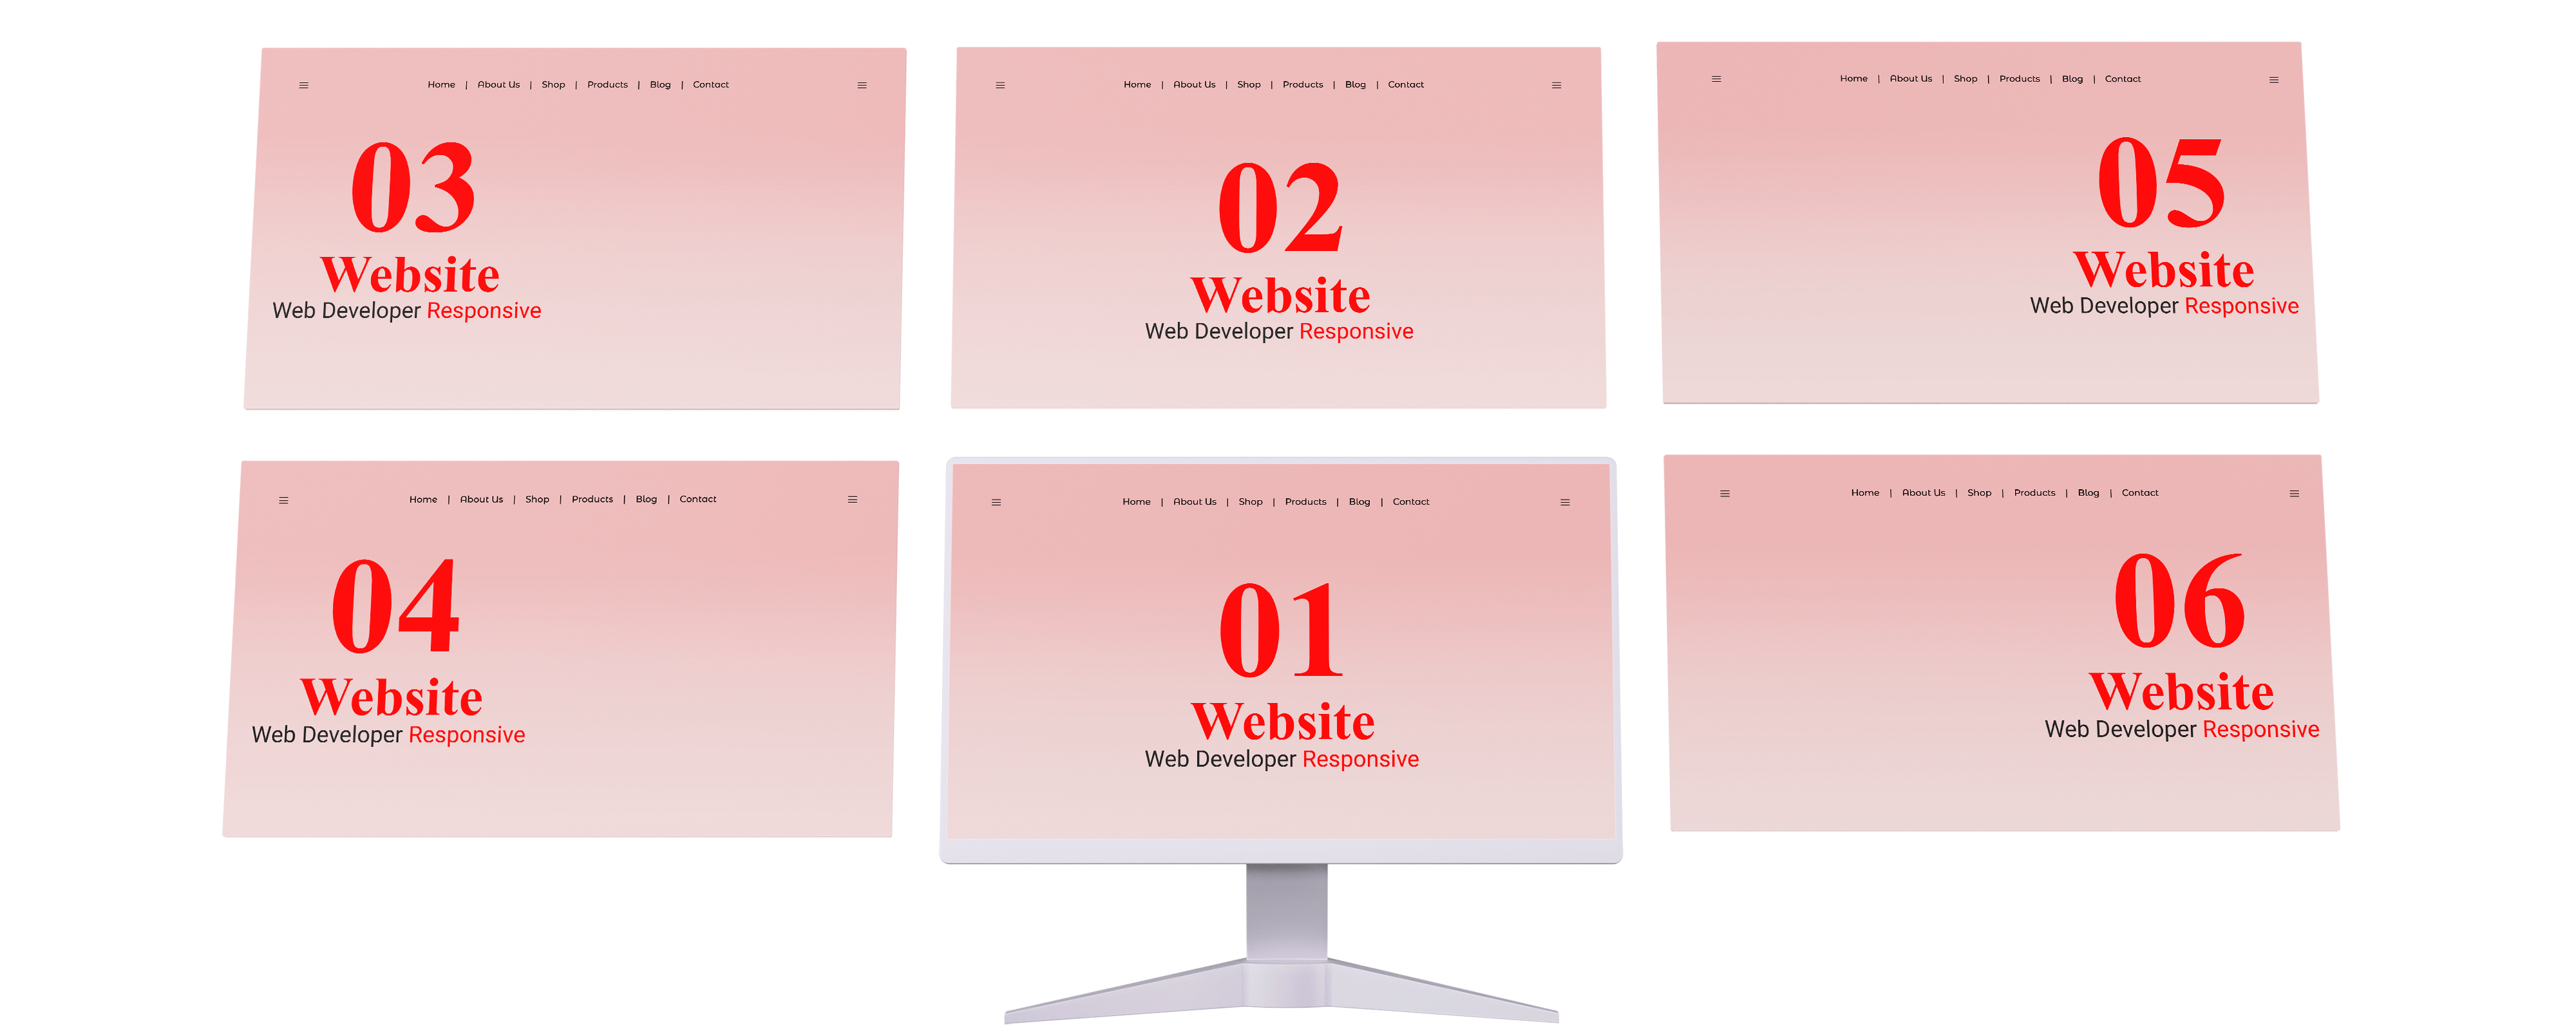 Home | About Us | Shop | Products | Blog | Contact
03
Website
Web Developer Responsive
Home | About Us | Shop | Products | Blog | Contact
02
Website
Web Developer Responsive
Home | About Us | Shop | Products | Blog | Contact
05
Website
Web Developer Responsive
Home | About Us | Shop | Products | Blog | Contact
04
Website
Web Developer Responsive
Home | About Us | Shop | Products | Blog | Contact
01
Website
Web Developer Responsive
Home | About Us | Shop | Products | Blog | Contact
06
Website
Web Developer Responsive